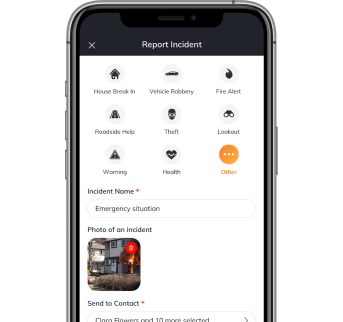 Report Incident
House Break In Vehicle Robbery Fire Alert
Roadside Help Theft Lookout
Warning Health Other
Incident Name *
Emergency situation
Photo of an incident
Send to Contact *
Clara Flowers and 10 more selected